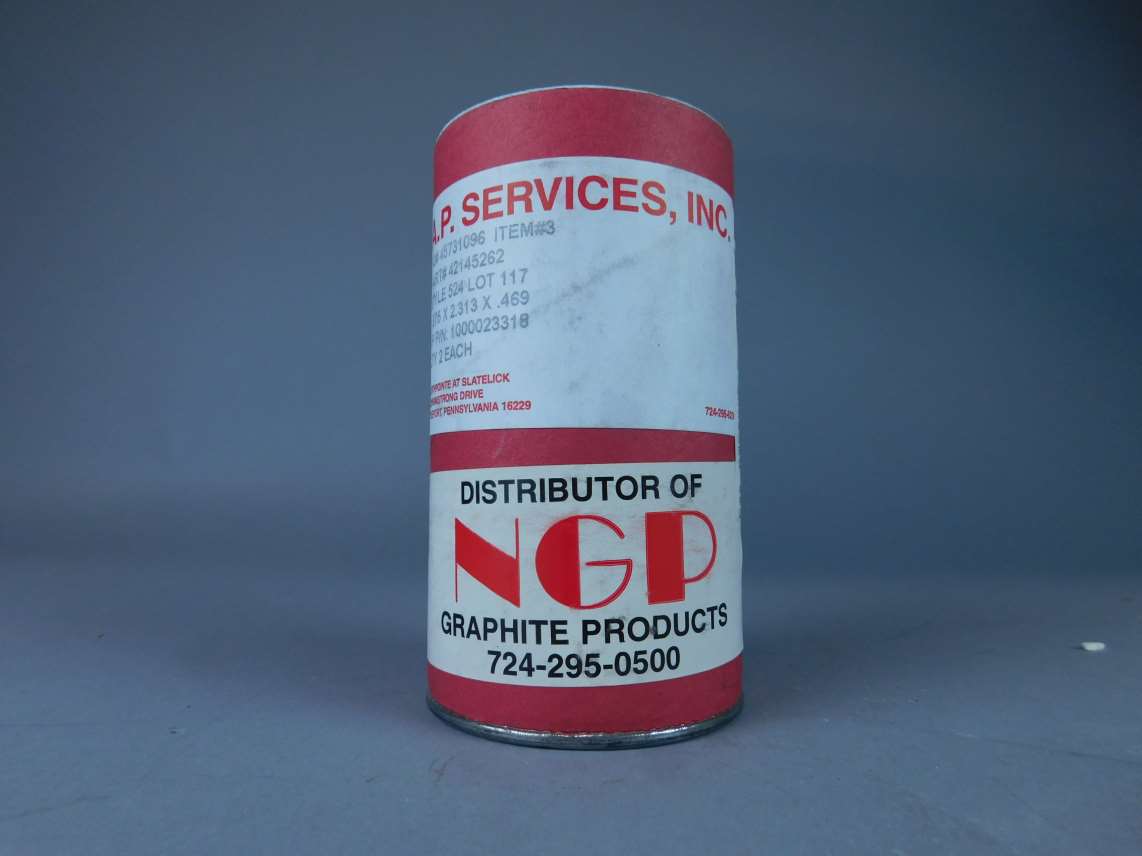 A.P. SERVICES, INC.
45731096 ITEM#3
42145262
524 LOT 117
X 2.313 X .469
P/N: 1000023318
2 EACH
AT SLATELICK
DRIVE
PENNSYLVANIA 16229
DISTRIBUTOR OF
NGP
GRAPHITE PRODUCTS
724-295-0500